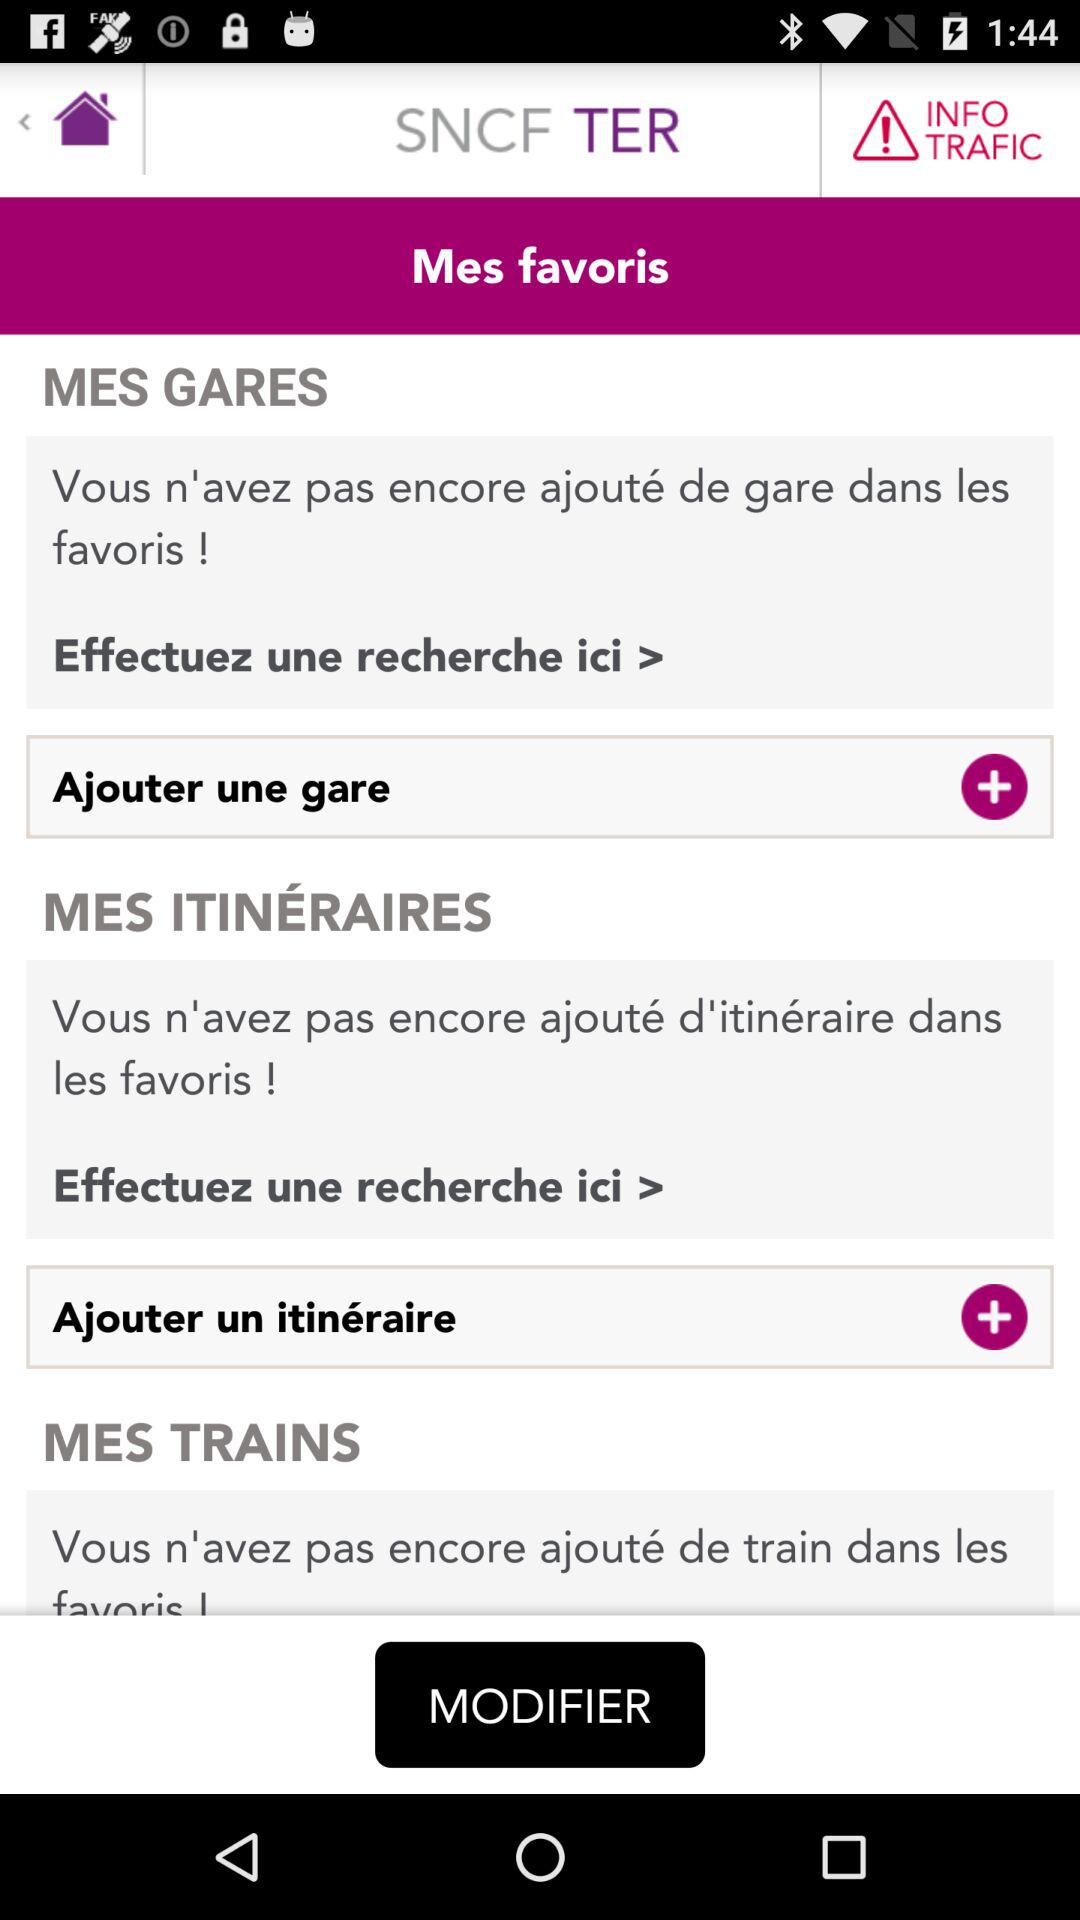 FAKE
1:44
SNCF TER
INFO
TRAFIC
Mes favoris
MES GARES
Vous n'avez pas encore ajouté de gare dans les
favoris !
Effectuez une recherche ici >
Ajouter une gare
MES ITINÉRAIRES
Vous n'avez pas encore ajouté d'itinéraire dans
les favoris !
Effectuez une recherche ici >
Ajouter un itinéraire
MES TRAINS
Vous n'avez pas encore ajouté de train dans les
favoris !
MODIFIER